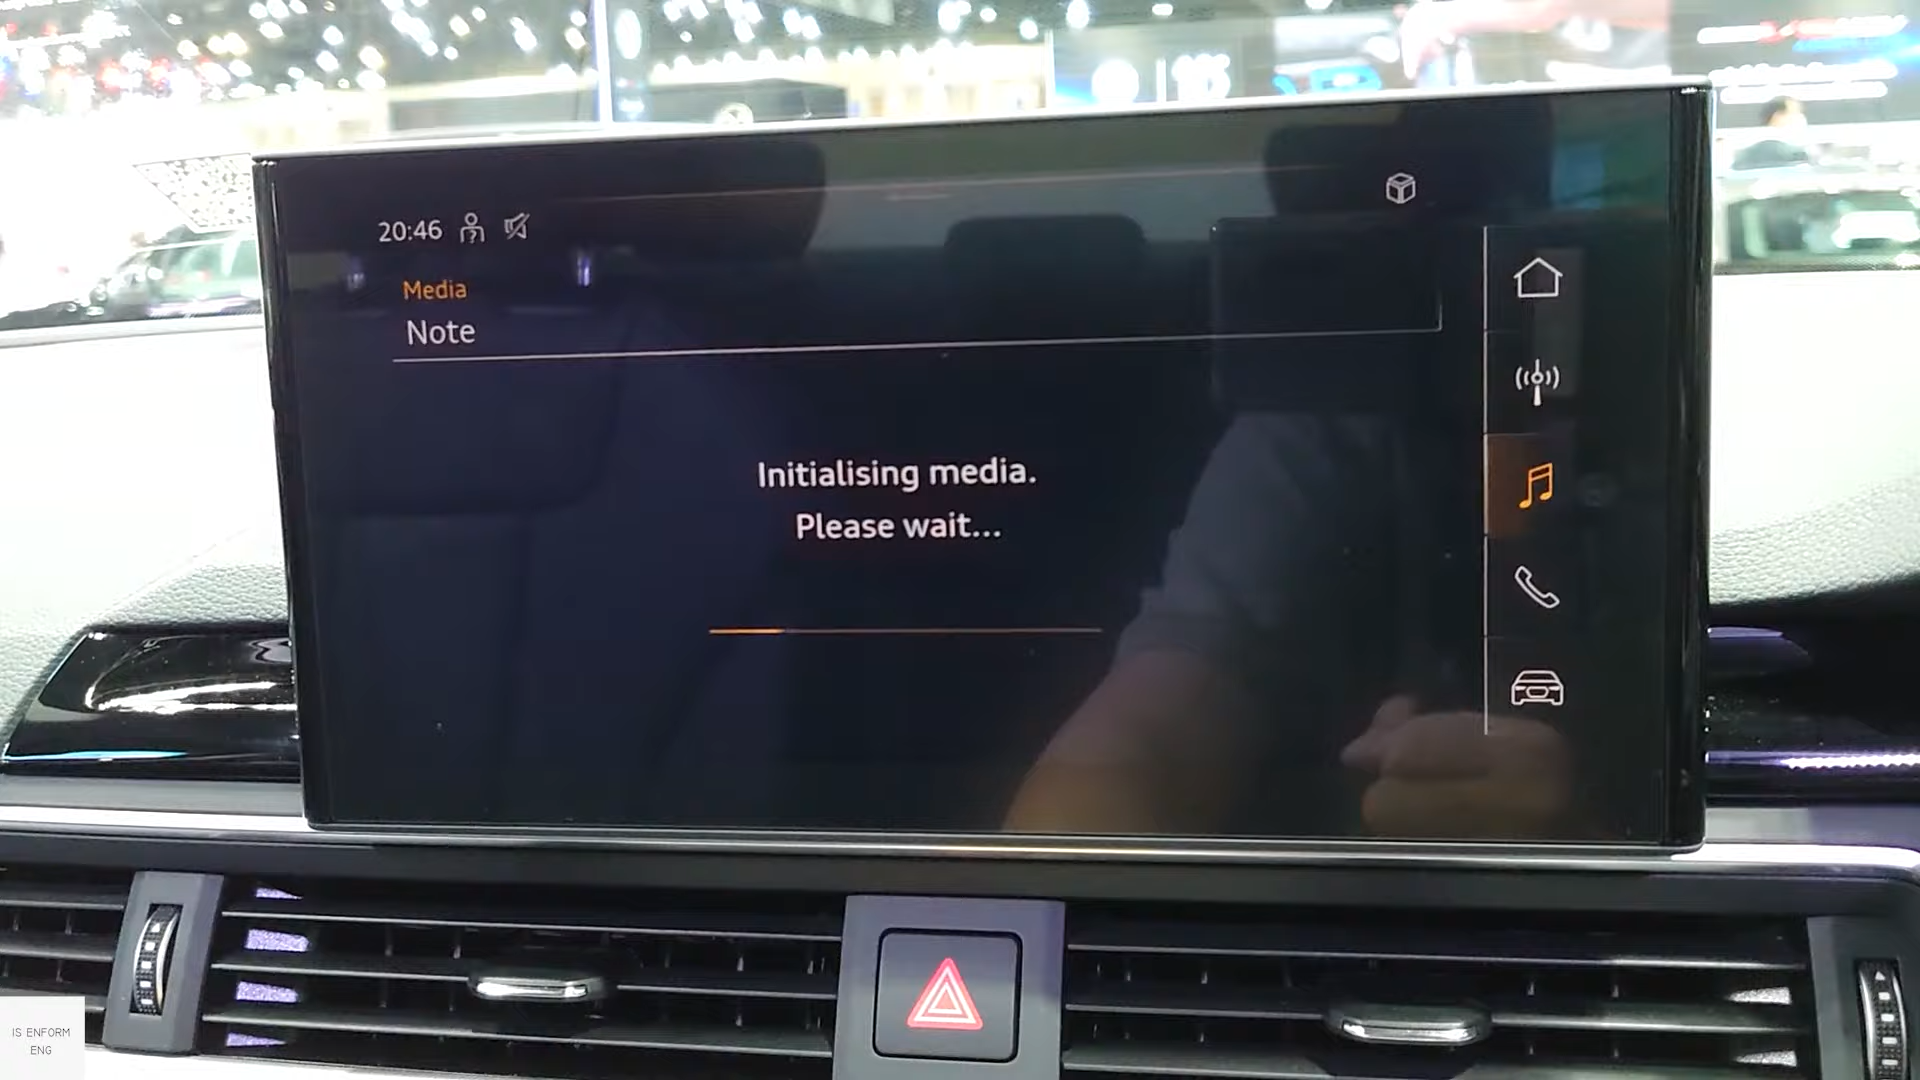 20:46
Media
Note
Initialising media.
Please wait...
IS ENFORM
ENG